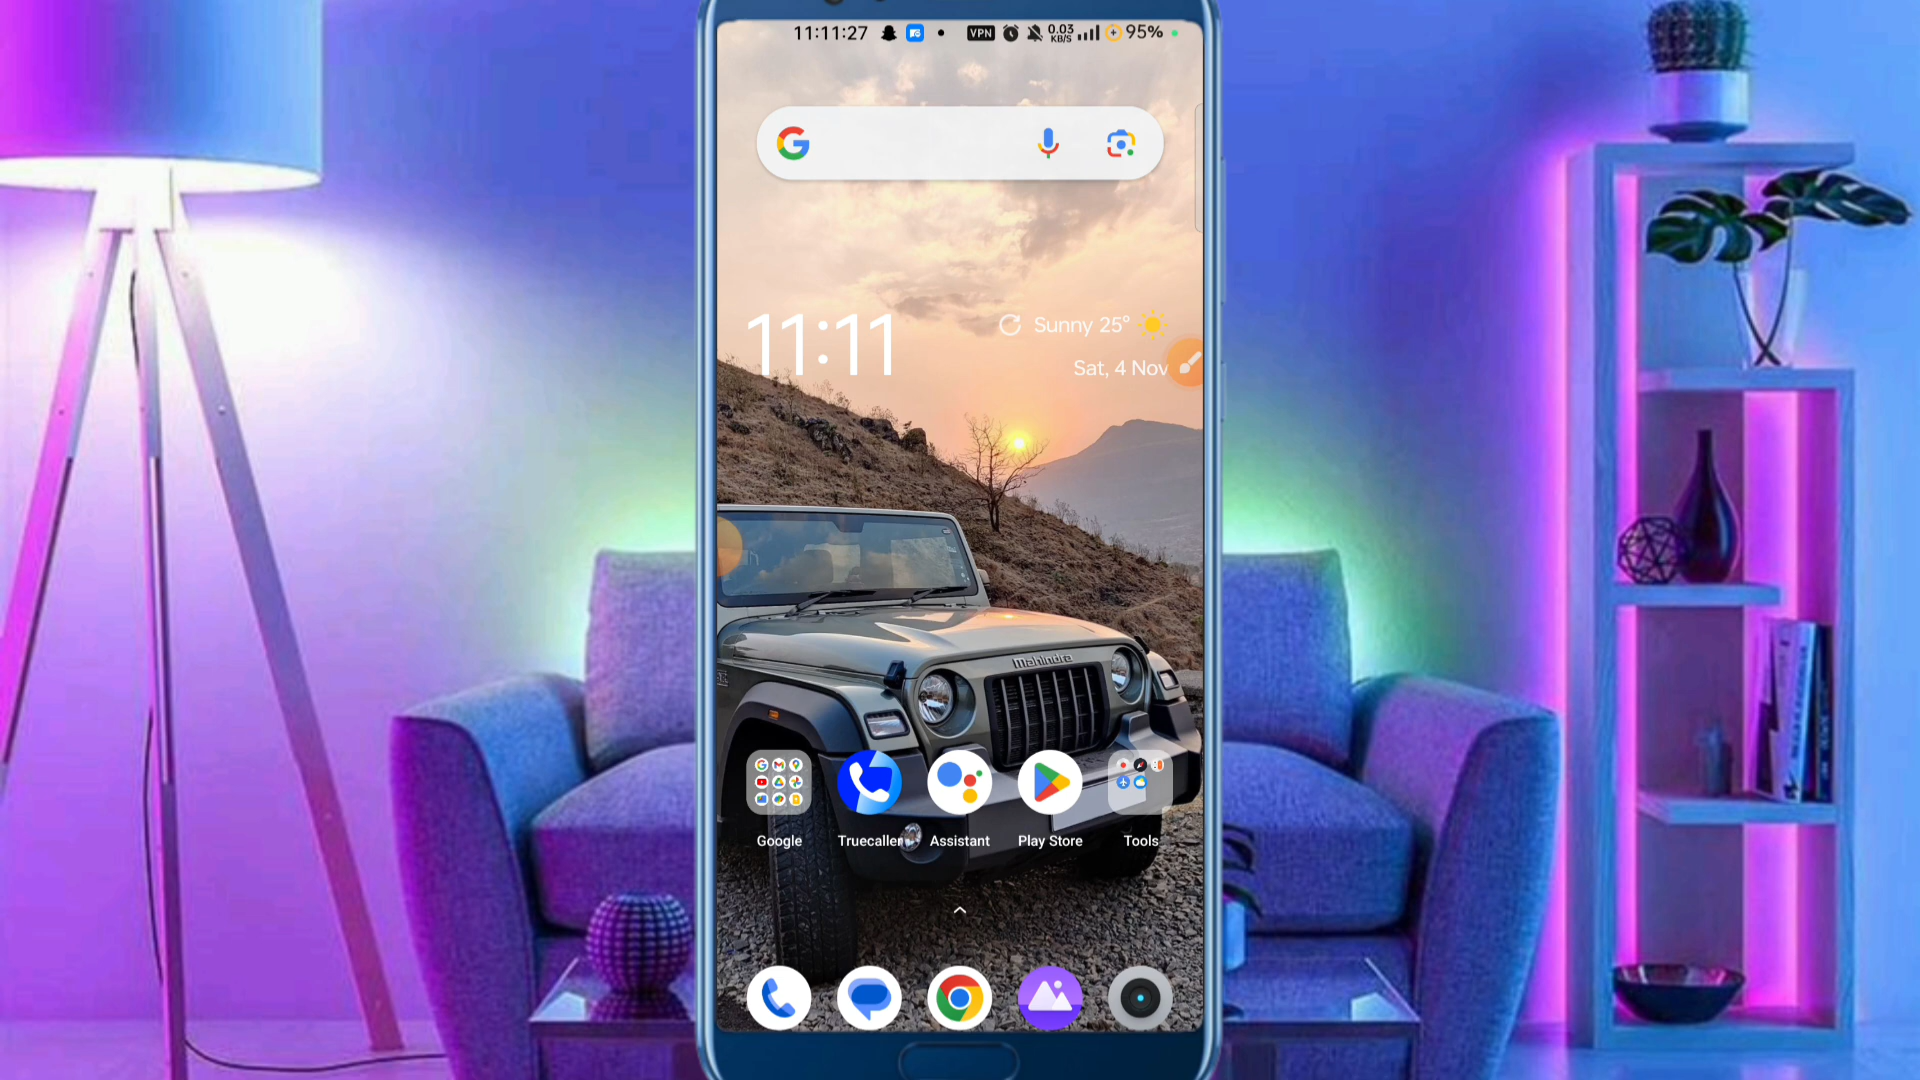 11:11:27 VPN 0.03 KB/S 95%
11:11
Sunny 25°
Sat, 4 Nov
Mahindra
Google Truecaller Assistant Play Store Tools